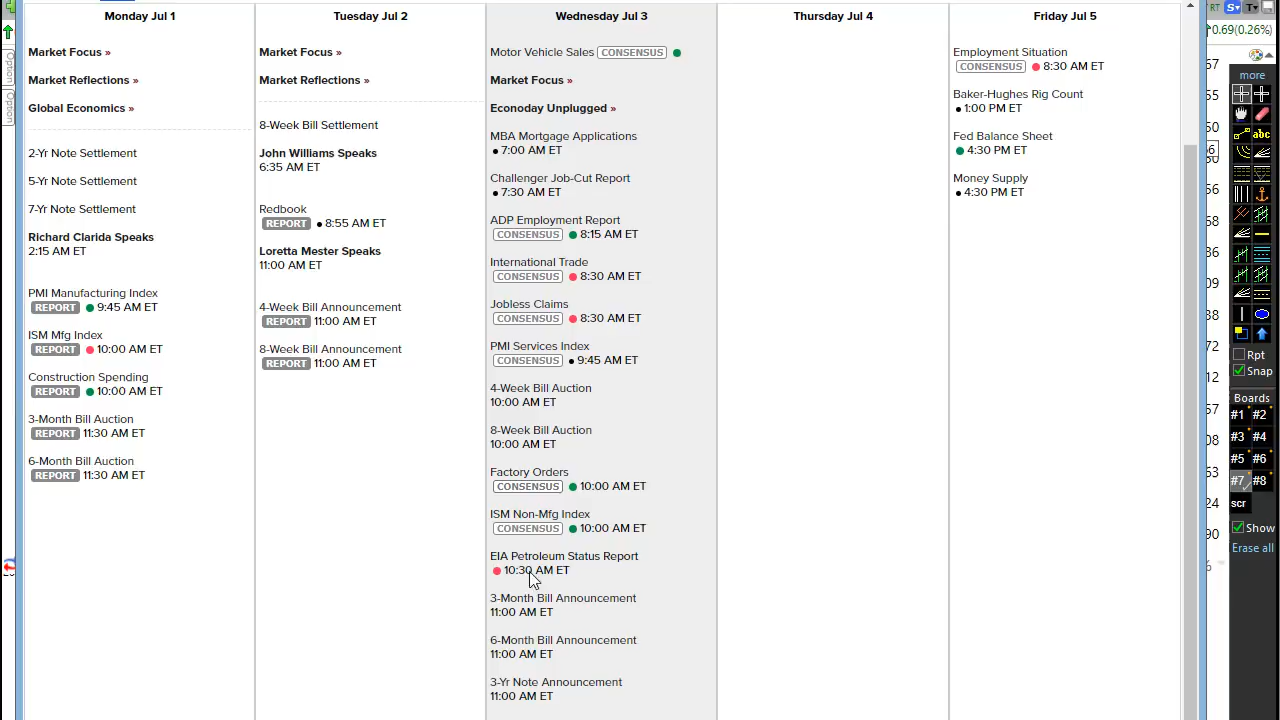 Monday Jul 1
Market Focus »
Market Reflections »
Global Economics »
2-Yr Note Settlement
5-Yr Note Settlement
7-Yr Note Settlement
Richard Clarida Speaks
2:15 AM ET
PMI Manufacturing Index
REPORT 9:45 AM ET
ISM Mfg Index
REPORT 10:00 AM ET
Construction Spending
REPORT 10:00 AM ET
3-Month Bill Auction
REPORT 11:30 AM ET
6-Month Bill Auction
REPORT 11:30 AM ET
Tuesday Jul 2
Market Focus »
Market Reflections »
8-Week Bill Settlement
John Williams Speaks
6:35 AM ET
Redbook
REPORT 8:55 AM ET
Loretta Mester Speaks
11:00 AM ET
4-Week Bill Announcement
REPORT 11:00 AM ET
8-Week Bill Announcement
REPORT 11:00 AM ET
Wednesday Jul 3
Motor Vehicle Sales CONSENSUS
Market Focus »
Econoday Unplugged »
MBA Mortgage Applications
7:00 AM ET
Challenger Job-Cut Report
7:30 AM ET
ADP Employment Report
CONSENSUS 8:15 AM ET
International Trade
CONSENSUS 8:30 AM ET
Jobless Claims
CONSENSUS 8:30 AM ET
PMI Services Index
CONSENSUS 9:45 AM ET
4-Week Bill Auction
10:00 AM ET
8-Week Bill Auction
10:00 AM ET
Factory Orders
CONSENSUS 10:00 AM ET
ISM Non-Mfg Index
CONSENSUS 10:00 AM ET
EIA Petroleum Status Report
10:30 AM ET
3-Month Bill Announcement
11:00 AM ET
6-Month Bill Announcement
11:00 AM ET
3-Yr Note Announcement
11:00 AM ET
Thursday Jul 4
Friday Jul 5
Employment Situation
CONSENSUS 8:30 AM ET
Baker-Hughes Rig Count
1:00 PM ET
Fed Balance Sheet
4:30 PM ET
Money Supply
4:30 PM ET
Option
Option
RT S T
0.69(0.26%)
more
abc
Rpt
Snap
Boards
#1 #2
#3 #4
#5 #6
#7 #8
scr
Show
Erase all